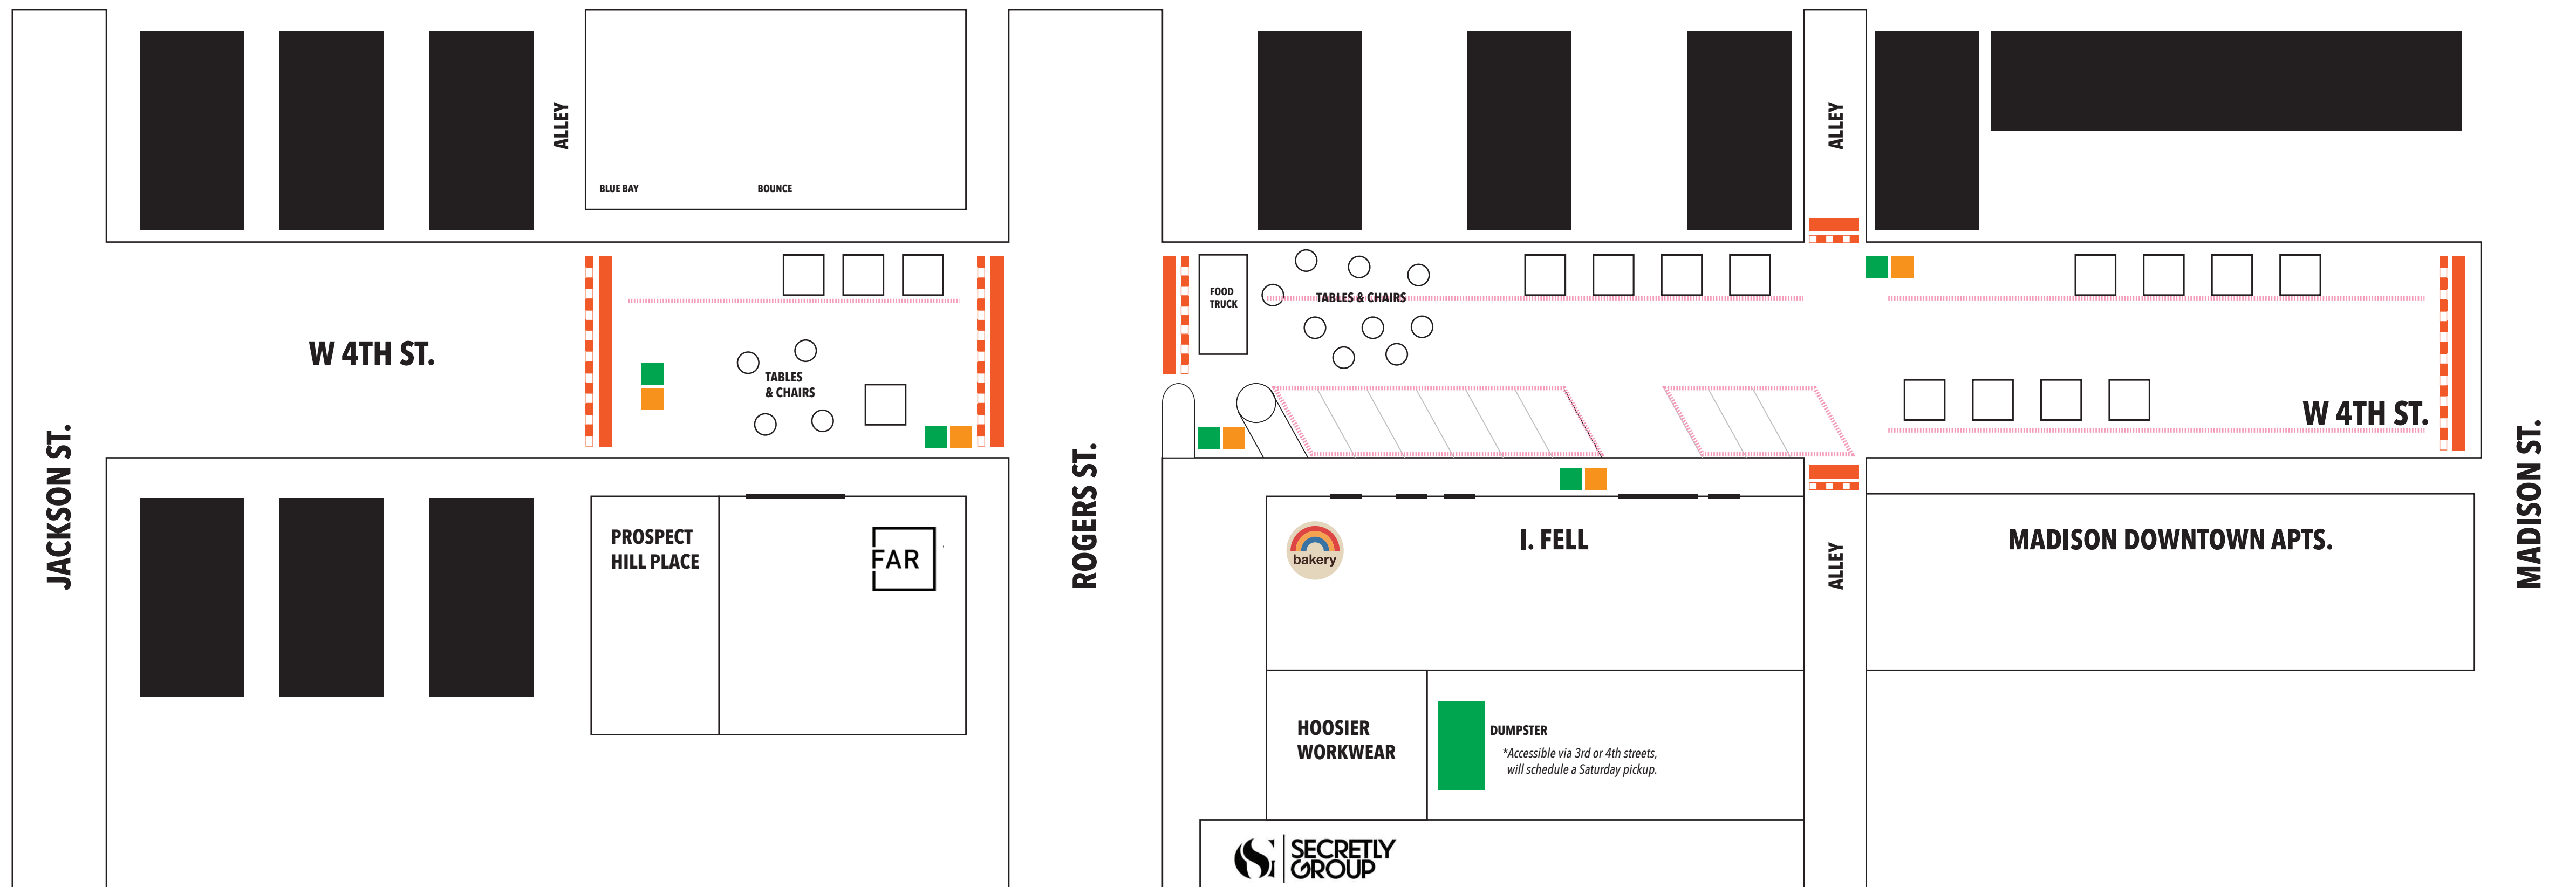 ALLEY
BLUE BAY
BOUNCE
ALLEY
W 4TH ST.
TABLES
& CHAIRS
FOOD
TRUCK
TABLES & CHAIRS
W 4TH ST.
JACKSON ST.
PROSPECT
HILL PLACE
FAR
ROGERS ST.
bakery
I. FELL
ALLEY
MADISON DOWNTOWN APTS.
MADISON ST.
HOOSIER
WORKWEAR
DUMPSTER
*Accessible via 3rd or 4th streets,
will schedule a Saturday pickup.
SECRETLY
GROUP